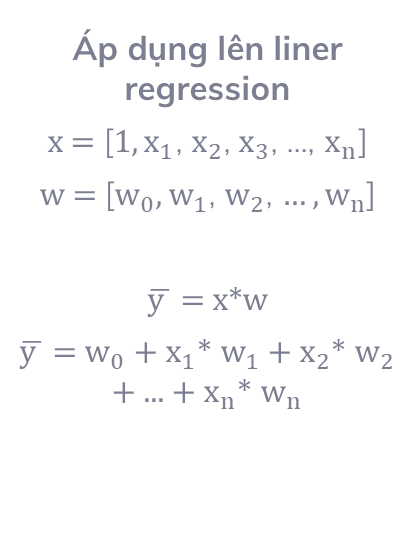 Áp dụng lên liner
regression
x = [1, x₁, x₂, x₃, ..., xₙ]
w = [w₀, w₁, w₂, ... , wₙ]
y̅ = x*w
y̅ = w₀ + x₁* w₁ + x₂* w₂
+ ... + xₙ* wₙ